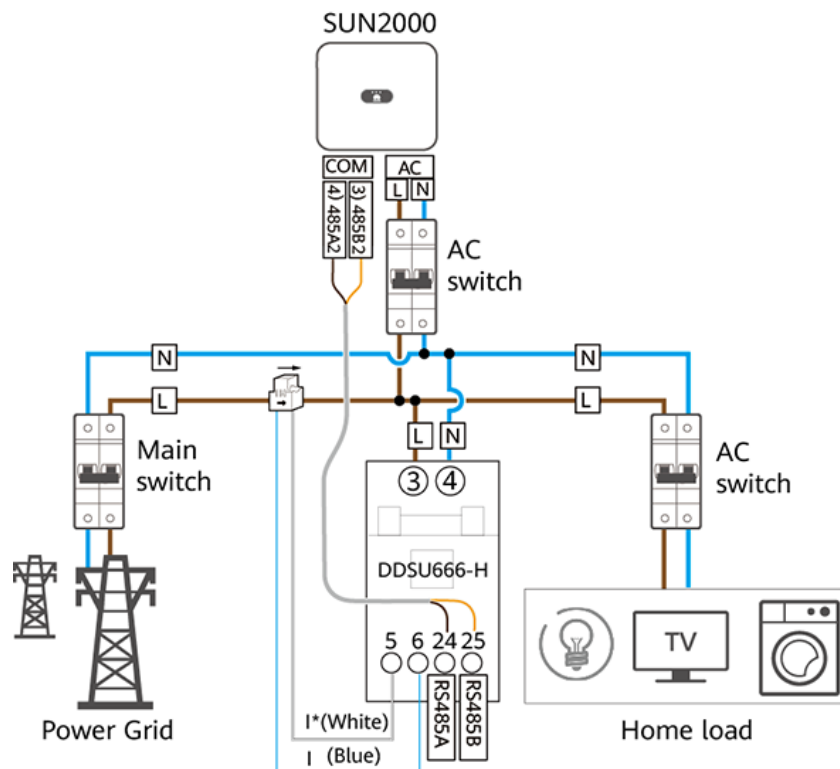 SUN2000
COM
AC
L
N
4) 485A2
3) 485B2
AC
switch
N
N
L
L
Main
switch
L
N
AC
switch
3
4
DDSU666-H
5
6
24
25
TV
RS485A
RS485B
I*(White)
I (Blue)
Power Grid
Home load